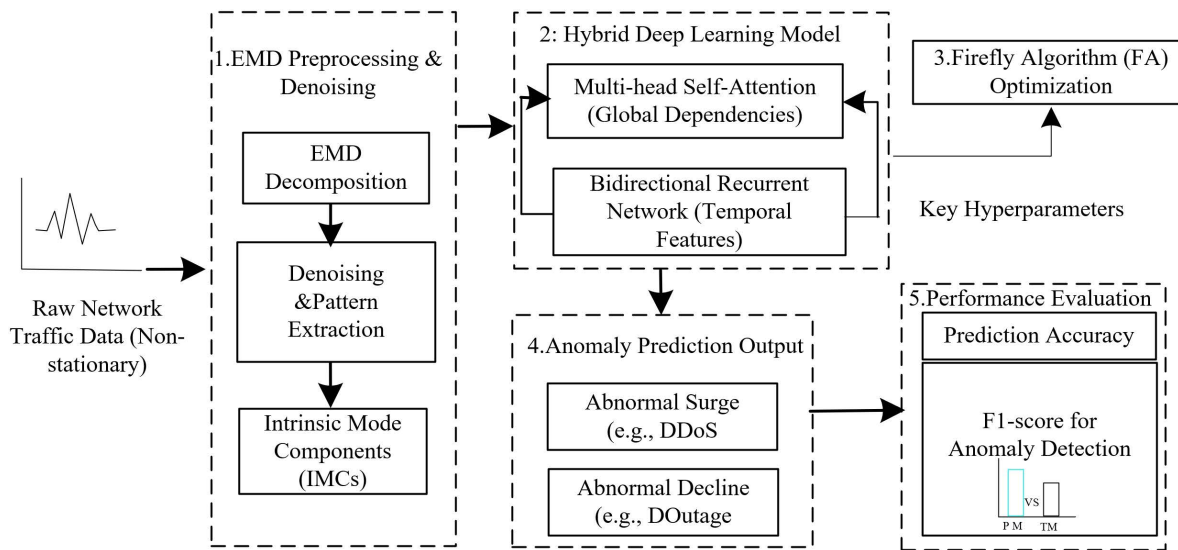 Raw Network
Traffic Data (Non-
stationary)
1.EMD Preprocessing &
Denoising
EMD
Decomposition
Denoising
&Pattern
Extraction
Intrinsic Mode
Components
(IMCs)
2: Hybrid Deep Learning Model
Multi-head Self-Attention
(Global Dependencies)
Bidirectional Recurrent
Network (Temporal
Features)
3.Firefly Algorithm (FA)
Optimization
Key Hyperparameters
4.Anomaly Prediction Output
Abnormal Surge
(e.g., DDoS
Abnormal Decline
(e.g., DOutage
5.Performance Evaluation
Prediction Accuracy
F1-score for
Anomaly Detection
VS
P M TM